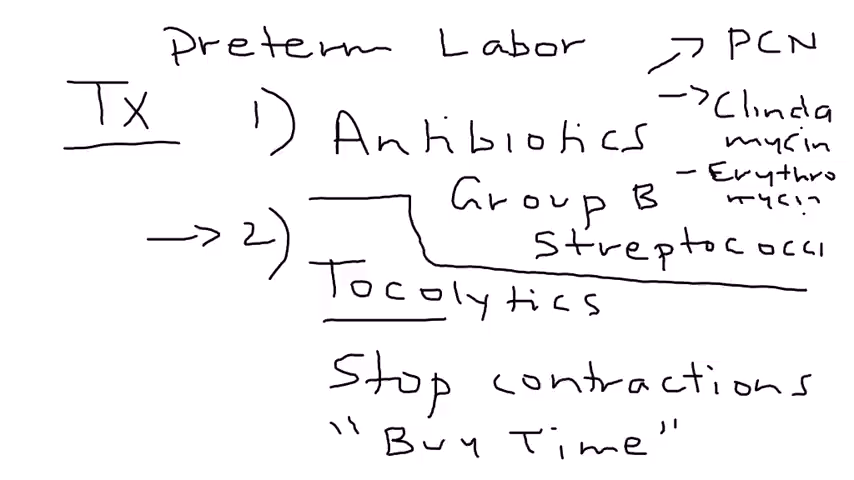 Preterm Labor
Tx
1) Antibiotics
→ PCN
→ Clinda
mycin
- Erythro
mycin
Group B
Streptococci
→ 2)
Tocolytics
Stop contractions
"Buy Time"